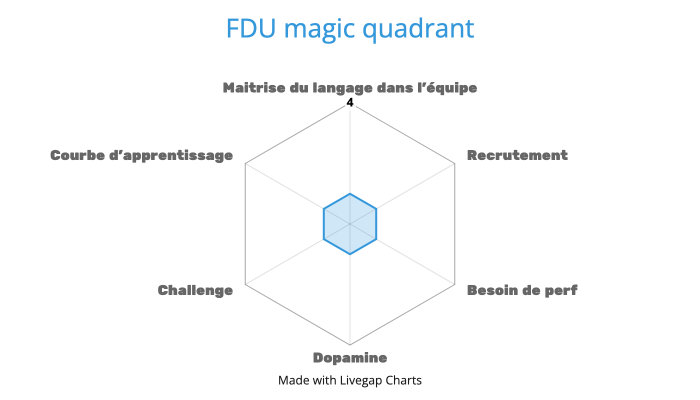 FDU magic quadrant
Maitrise du langage dans l’équipe
4
Courbe d’apprentissage
Recrutement
Challenge
Besoin de perf
Dopamine
Made with Livegap Charts